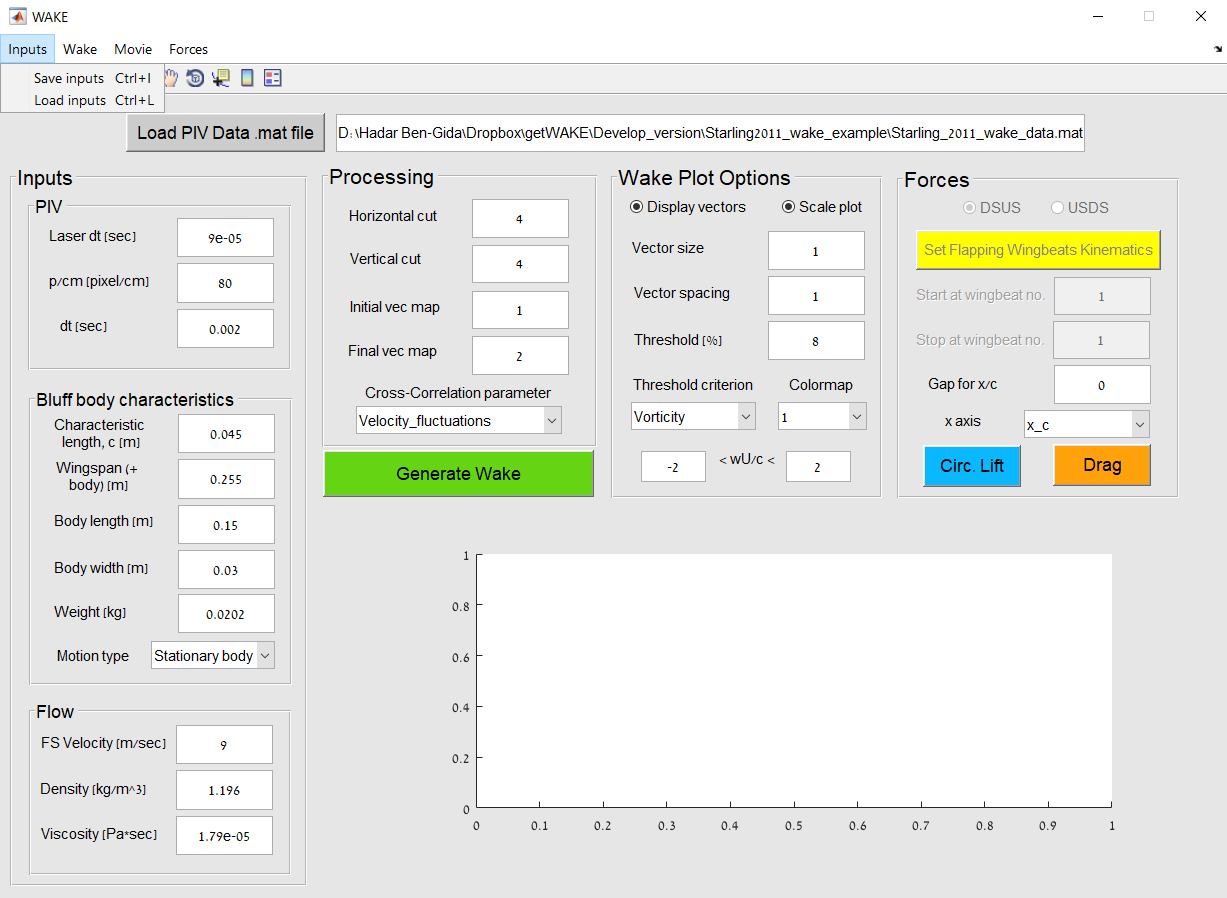 WAKE
Inputs Wake Movie Forces
Save inputs Ctrl+I
Load inputs Ctrl+L
Load PIV Data .mat file
D:\Hadar Ben-Gida\Dropbox\getWAKE\Develop_version\Starling2011_wake_example\Starling_2011_wake_data.mat
Inputs
PIV
Laser dt [sec] 9e-05
p/cm [pixel/cm] 80
dt [sec] 0.002
Bluff body characteristics
Characteristic
length, c [m] 0.045
Wingspan (+
body) [m] 0.255
Body length [m] 0.15
Body width [m] 0.03
Weight [kg] 0.0202
Motion type Stationary body
Flow
FS Velocity [m/sec] 9
Density [kg/m^3] 1.196
Viscosity [Pa*sec] 1.79e-05
Processing
Horizontal cut 4
Vertical cut 4
Initial vec map 1
Final vec map 2
Cross-Correlation parameter
Velocity_fluctuations
Generate Wake
Wake Plot Options
Display vectors Scale plot
Vector size 1
Vector spacing 1
Threshold [%] 8
Threshold criterion Colormap
Vorticity 1
-2 < wU/c < 2
Forces
DSUS USDS
Set Flapping Wingbeats Kinematics
Start at wingbeat no. 1
Stop at wingbeat no. 1
Gap for x/c 0
x axis x_c
Circ. Lift Drag
1
0.8
0.6
0.4
0.2
0
0 0.1 0.2 0.3 0.4 0.5 0.6 0.7 0.8 0.9 1